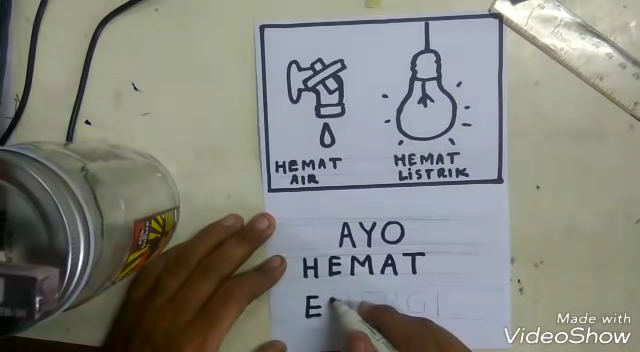 HEMAT
AIR
HEMAT
LiSTRIK
AYO
HEMAT
E
Made with
VideoShow